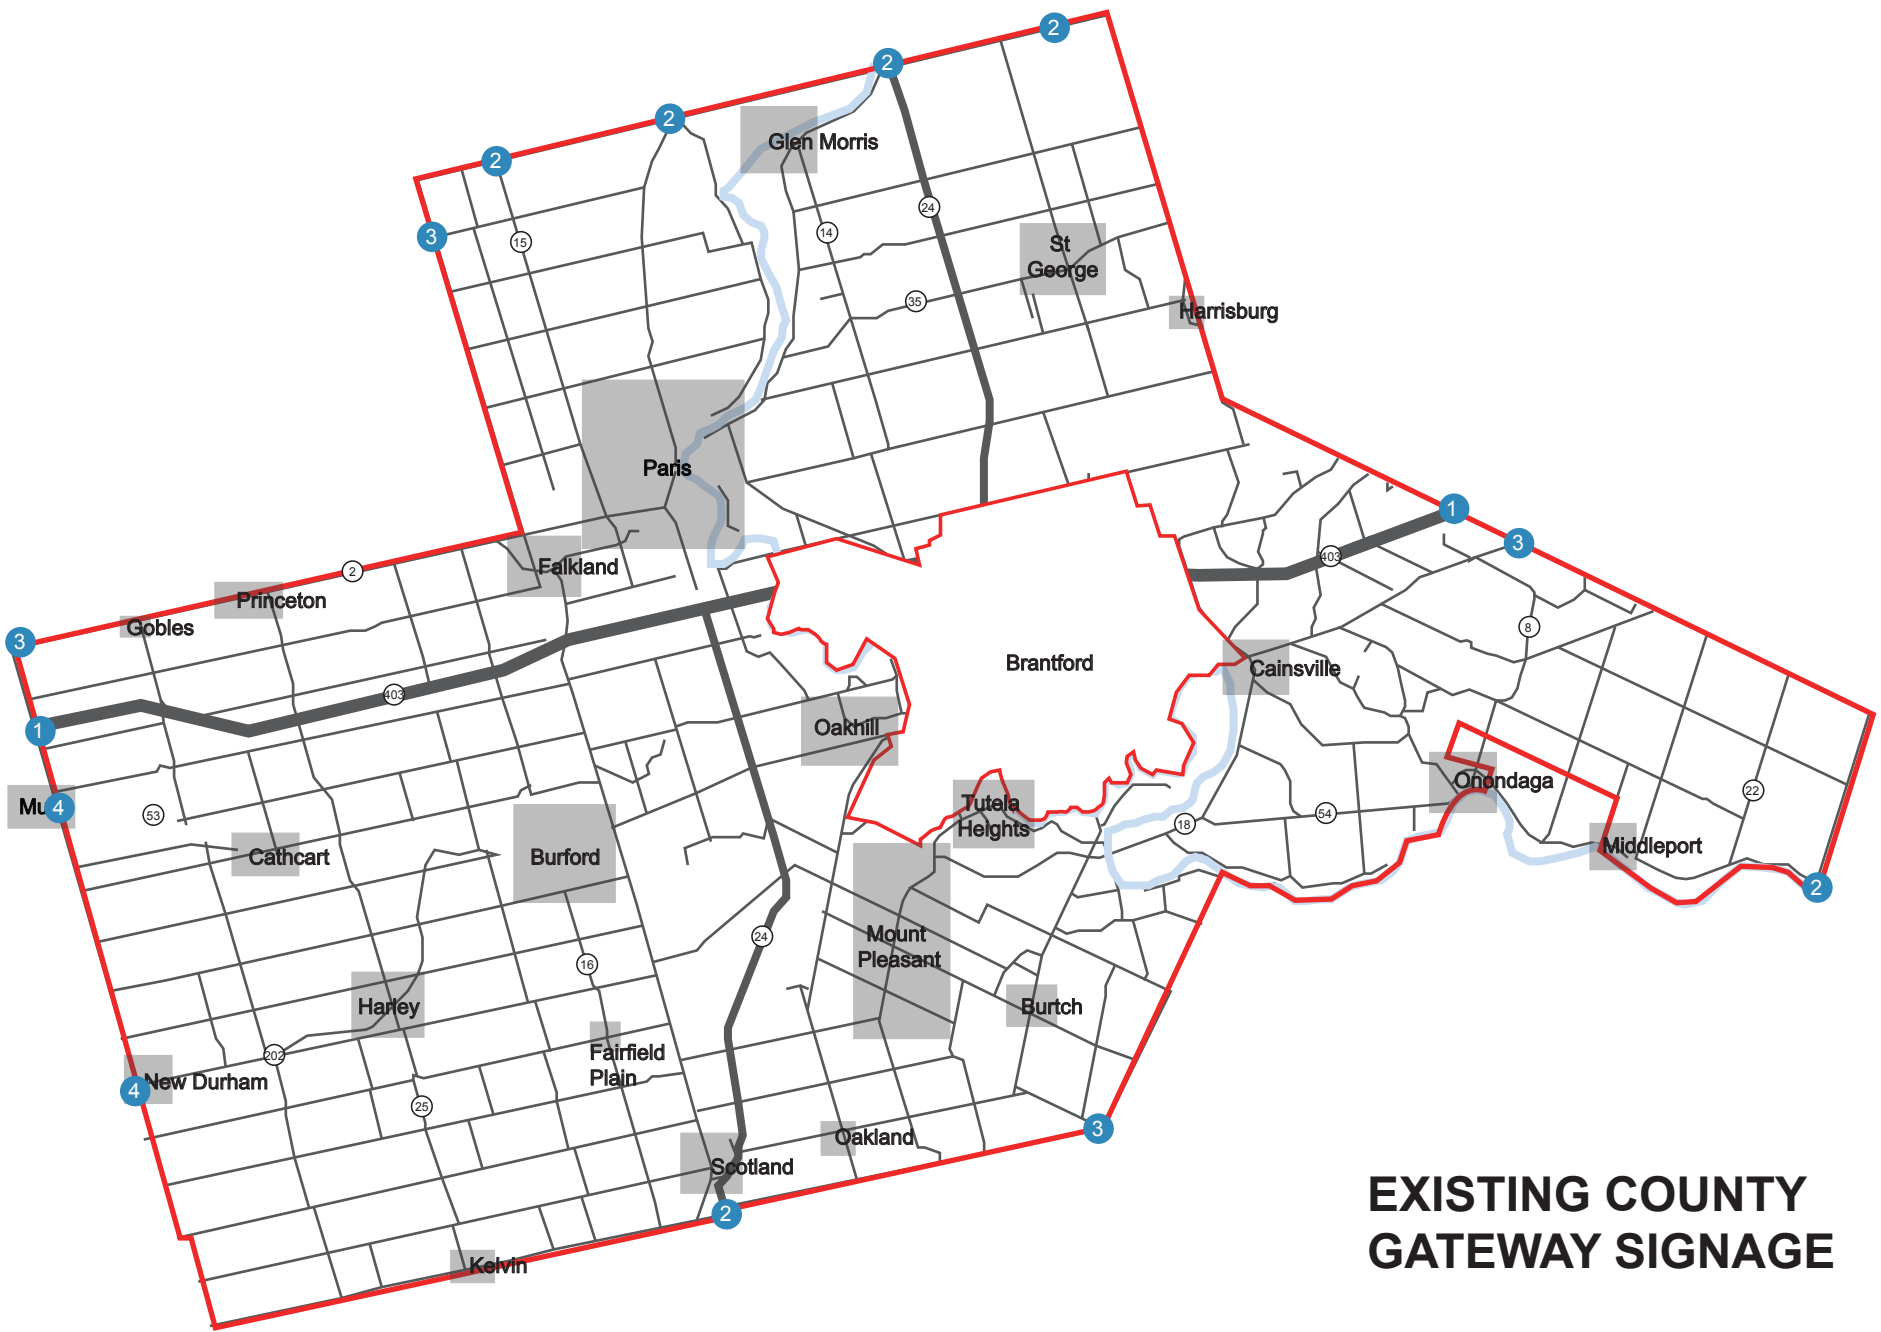 2
2
2
2
Glen Morris
24
14
3
15
St
George
35
Harrisburg
Paris
1
3
403
Falkland
2
Princeton
Gobles
3
8
Brantford
Cainsville
403
1
Oakhill
Onondaga
22
Mu
4
53
Tutela
Heights
18
54
Middleport
Cathcart
Burford
2
24
Mount
Pleasant
16
Harley
Burtch
202
Fairfield
Plain
New Durham
4
25
3
Oakland
Scotland
2
Kelvin
EXISTING COUNTY
GATEWAY SIGNAGE